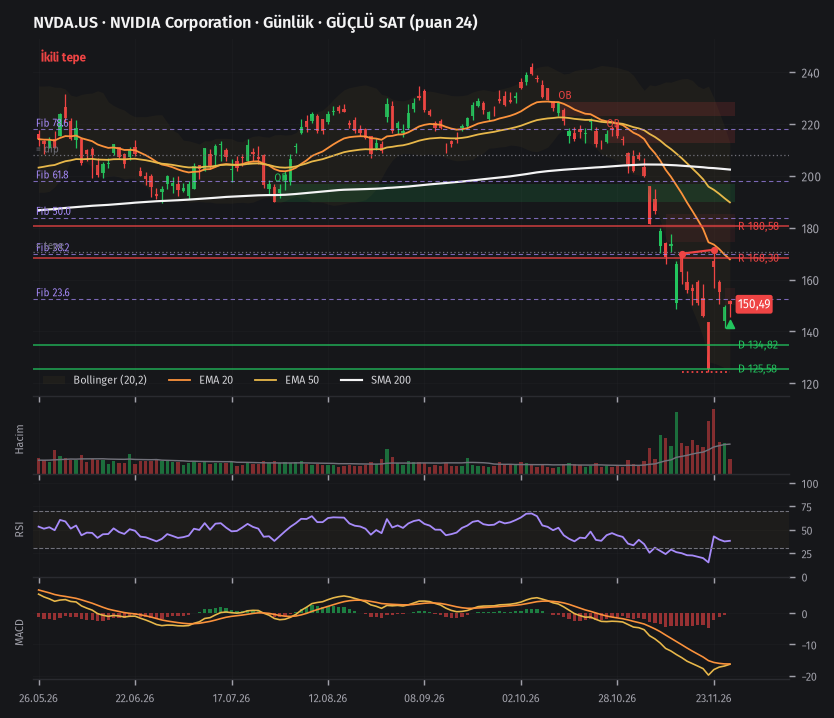 NVDA.US · NVIDIA Corporation · Günlük · GÜÇLÜ SAT (puan 24)
İkili tepe
240
OB
Fib 78.6
OB
220
Fib 61.8
OB
200
Fib 50.0
R 180,58
180
Fib 38.2
R 168,30
160
Fib 23.6
150,49
140
D 134,82
D 125,58
Bollinger (20,2)
EMA 20
EMA 50
SMA 200
120
Hacim
100
75
RSI
50
25
0
MACD
0
−10
−20
26.05.26
22.06.26
17.07.26
12.08.26
08.09.26
02.10.26
28.10.26
23.11.26